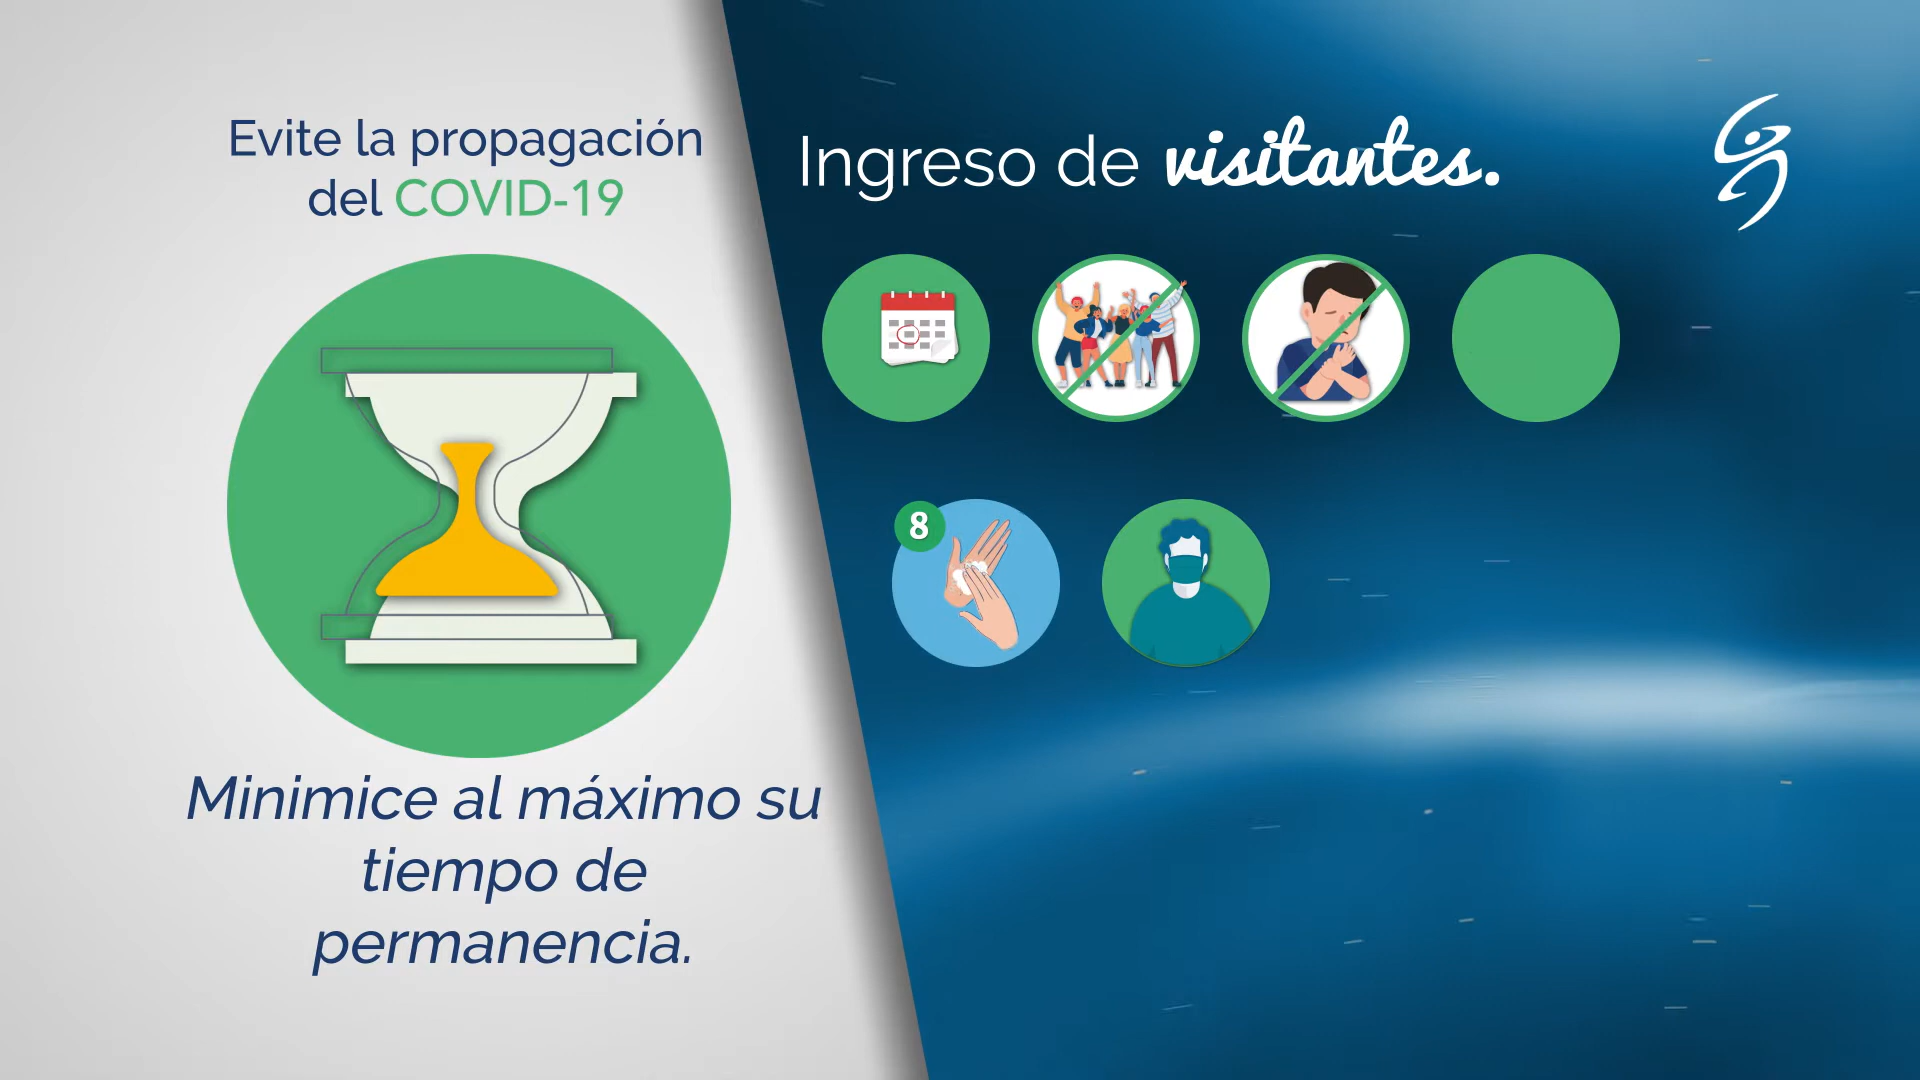 Evite la propagación
del COVID-19
Minimice al máximo su
tiempo de
permanencia.
Ingreso de visitantes.
8